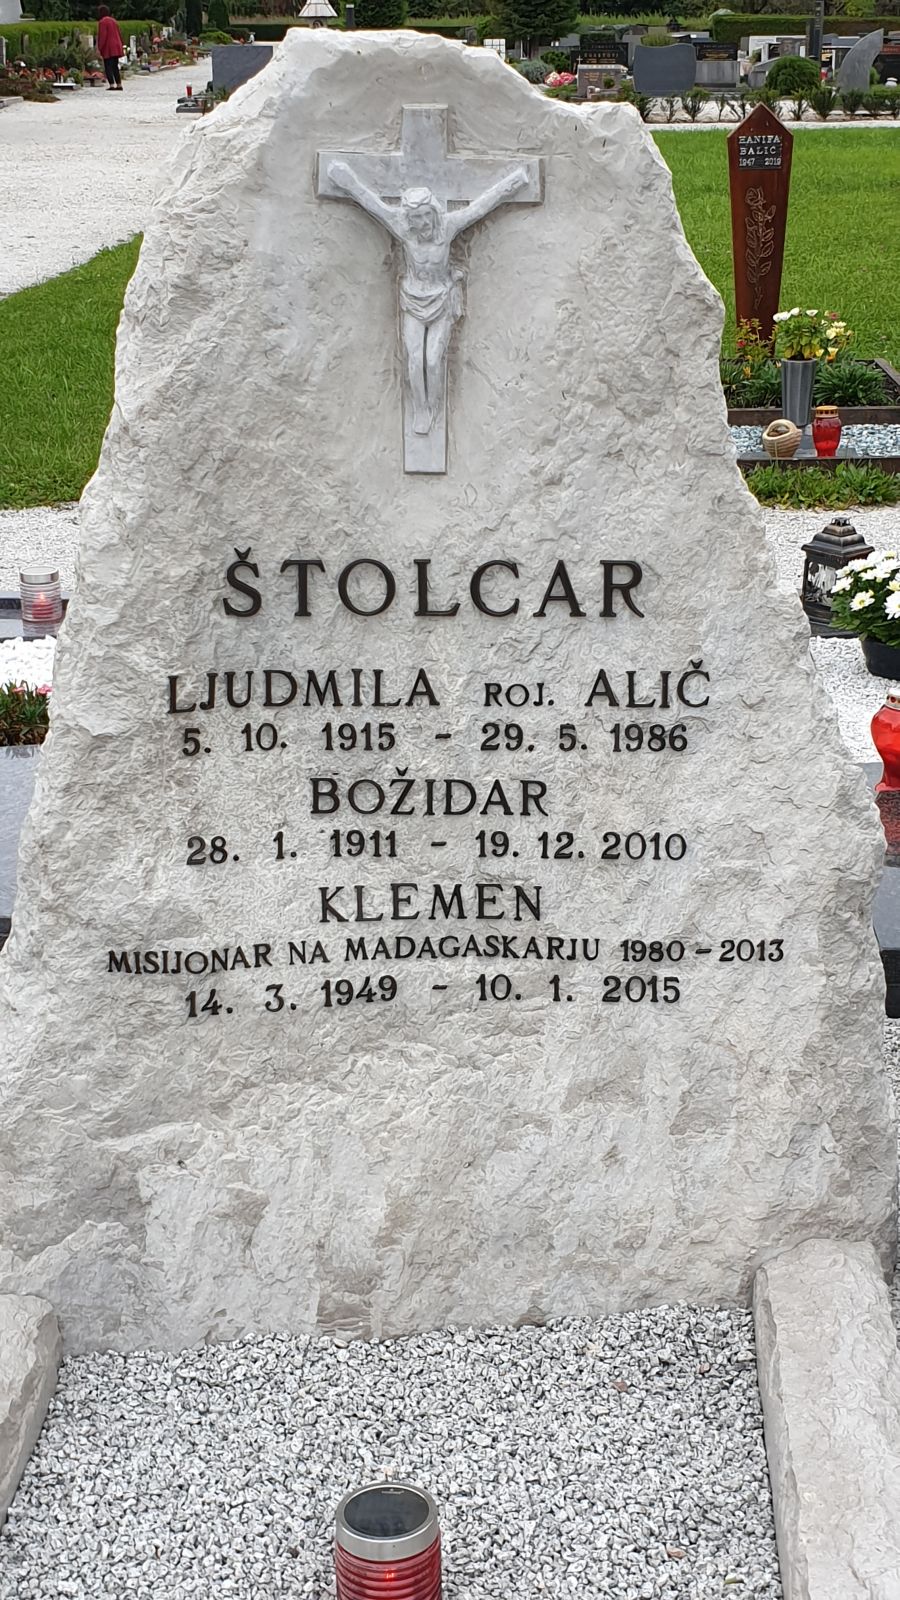 HANIFA
BALIĆ
1947 2019
ŠTOLCAR
LJUDMILA ROJ. ALIČ
5. 10. 1915 - 29. 5. 1986
BOŽIDAR
28. 1. 1911 - 19. 12. 2010
KLEMEN
MISIJONAR NA MADAGASKARJU 1980 - 2013
14. 3. 1949 - 10. 1. 2015